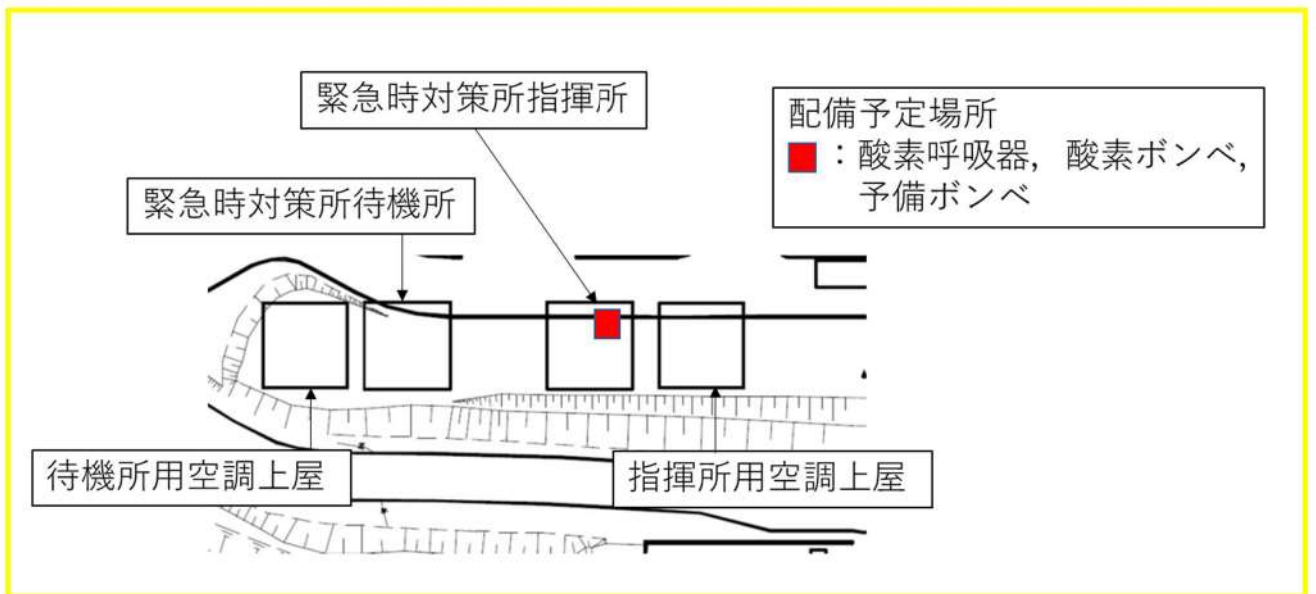 緊急時対策所指揮所
配備予定場所
■：酸素呼吸器，酸素ボンベ，
予備ボンベ
緊急時対策所待機所
待機所用空調上屋
指揮所用空調上屋